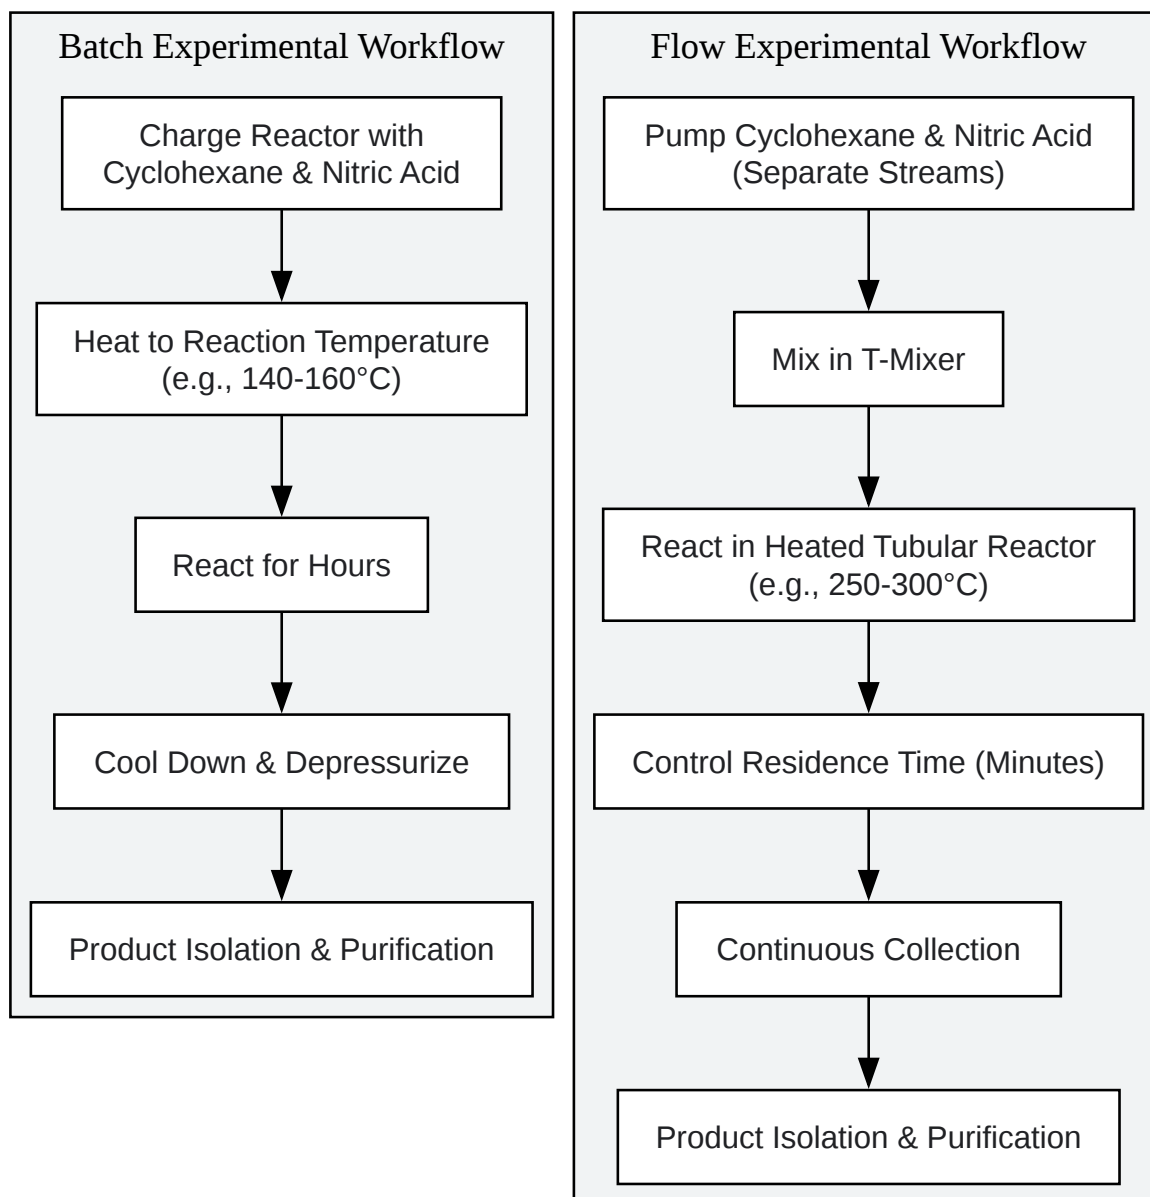 Batch Experimental Workflow
Charge Reactor with
Cyclohexane & Nitric Acid
Heat to Reaction Temperature
(e.g., 140-160°C)
React for Hours
Cool Down & Depressurize
Product Isolation & Purification
Flow Experimental Workflow
Pump Cyclohexane & Nitric Acid
(Separate Streams)
Mix in T-Mixer
React in Heated Tubular Reactor
(e.g., 250-300°C)
Control Residence Time (Minutes)
Continuous Collection
Product Isolation & Purification